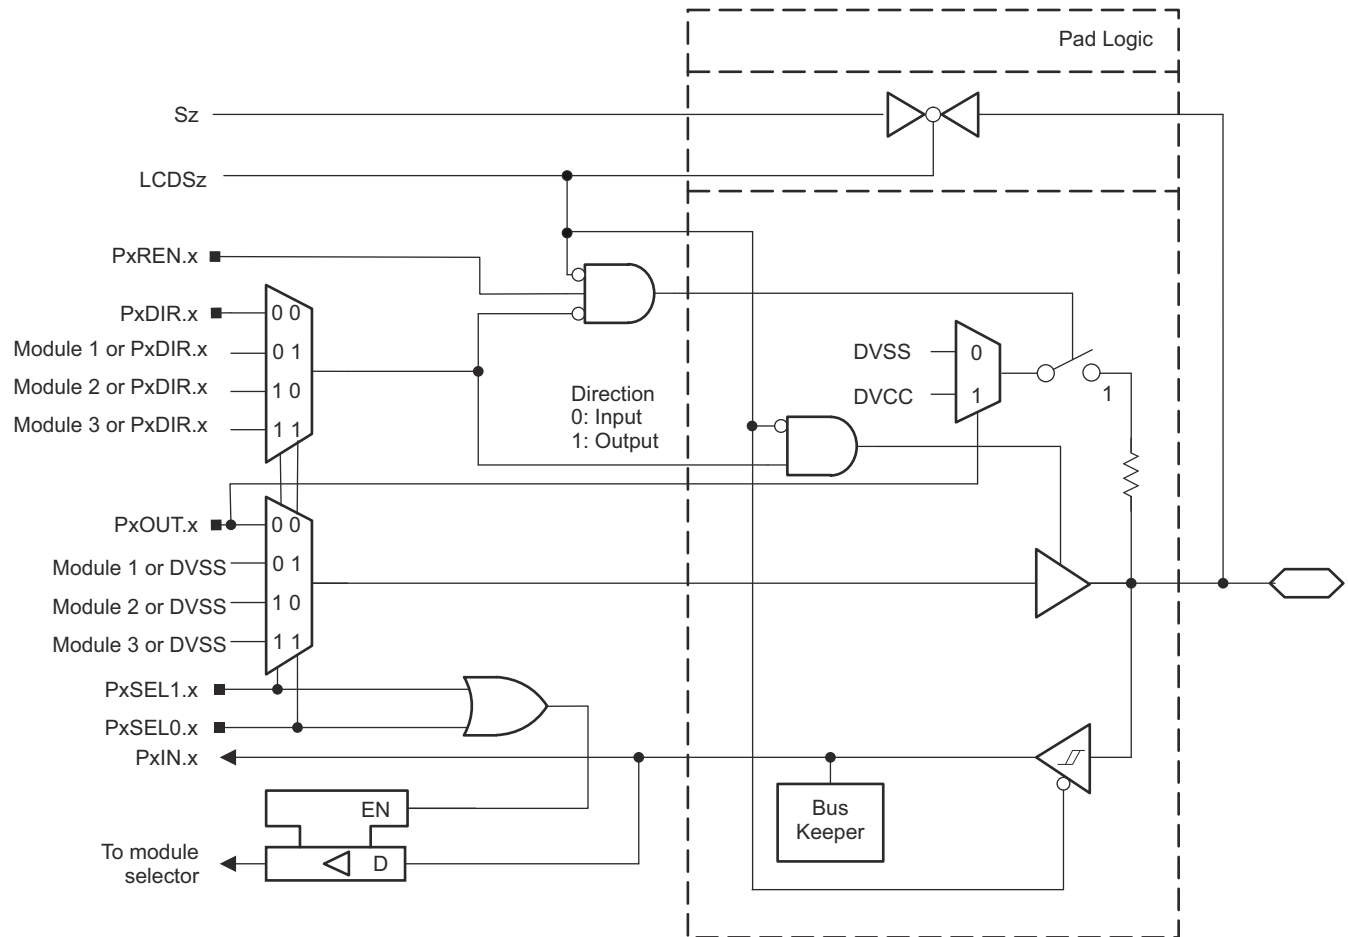 Pad Logic
Sz
LCDSz
PxREN.x
PxDIR.x
0 0
Module 1 or PxDIR.x
0 1
Module 2 or PxDIR.x
1 0
Module 3 or PxDIR.x
1 1
Direction
0: Input
1: Output
DVSS
0
DVCC
1
1
PxOUT.x
0 0
Module 1 or DVSS
0 1
Module 2 or DVSS
1 0
Module 3 or DVSS
1 1
PxSEL1.x
PxSEL0.x
PxIN.x
EN
Bus
Keeper
To module
selector
D